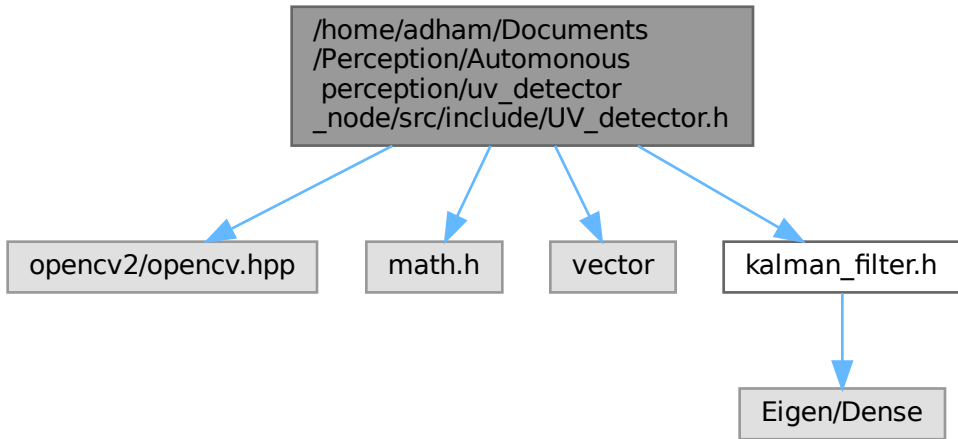 /home/adham/Documents
/Perception/Automonous
perception/uv_detector
_node/src/include/UV_detector.h
opencv2/opencv.hpp
math.h
vector
kalman_filter.h
Eigen/Dense